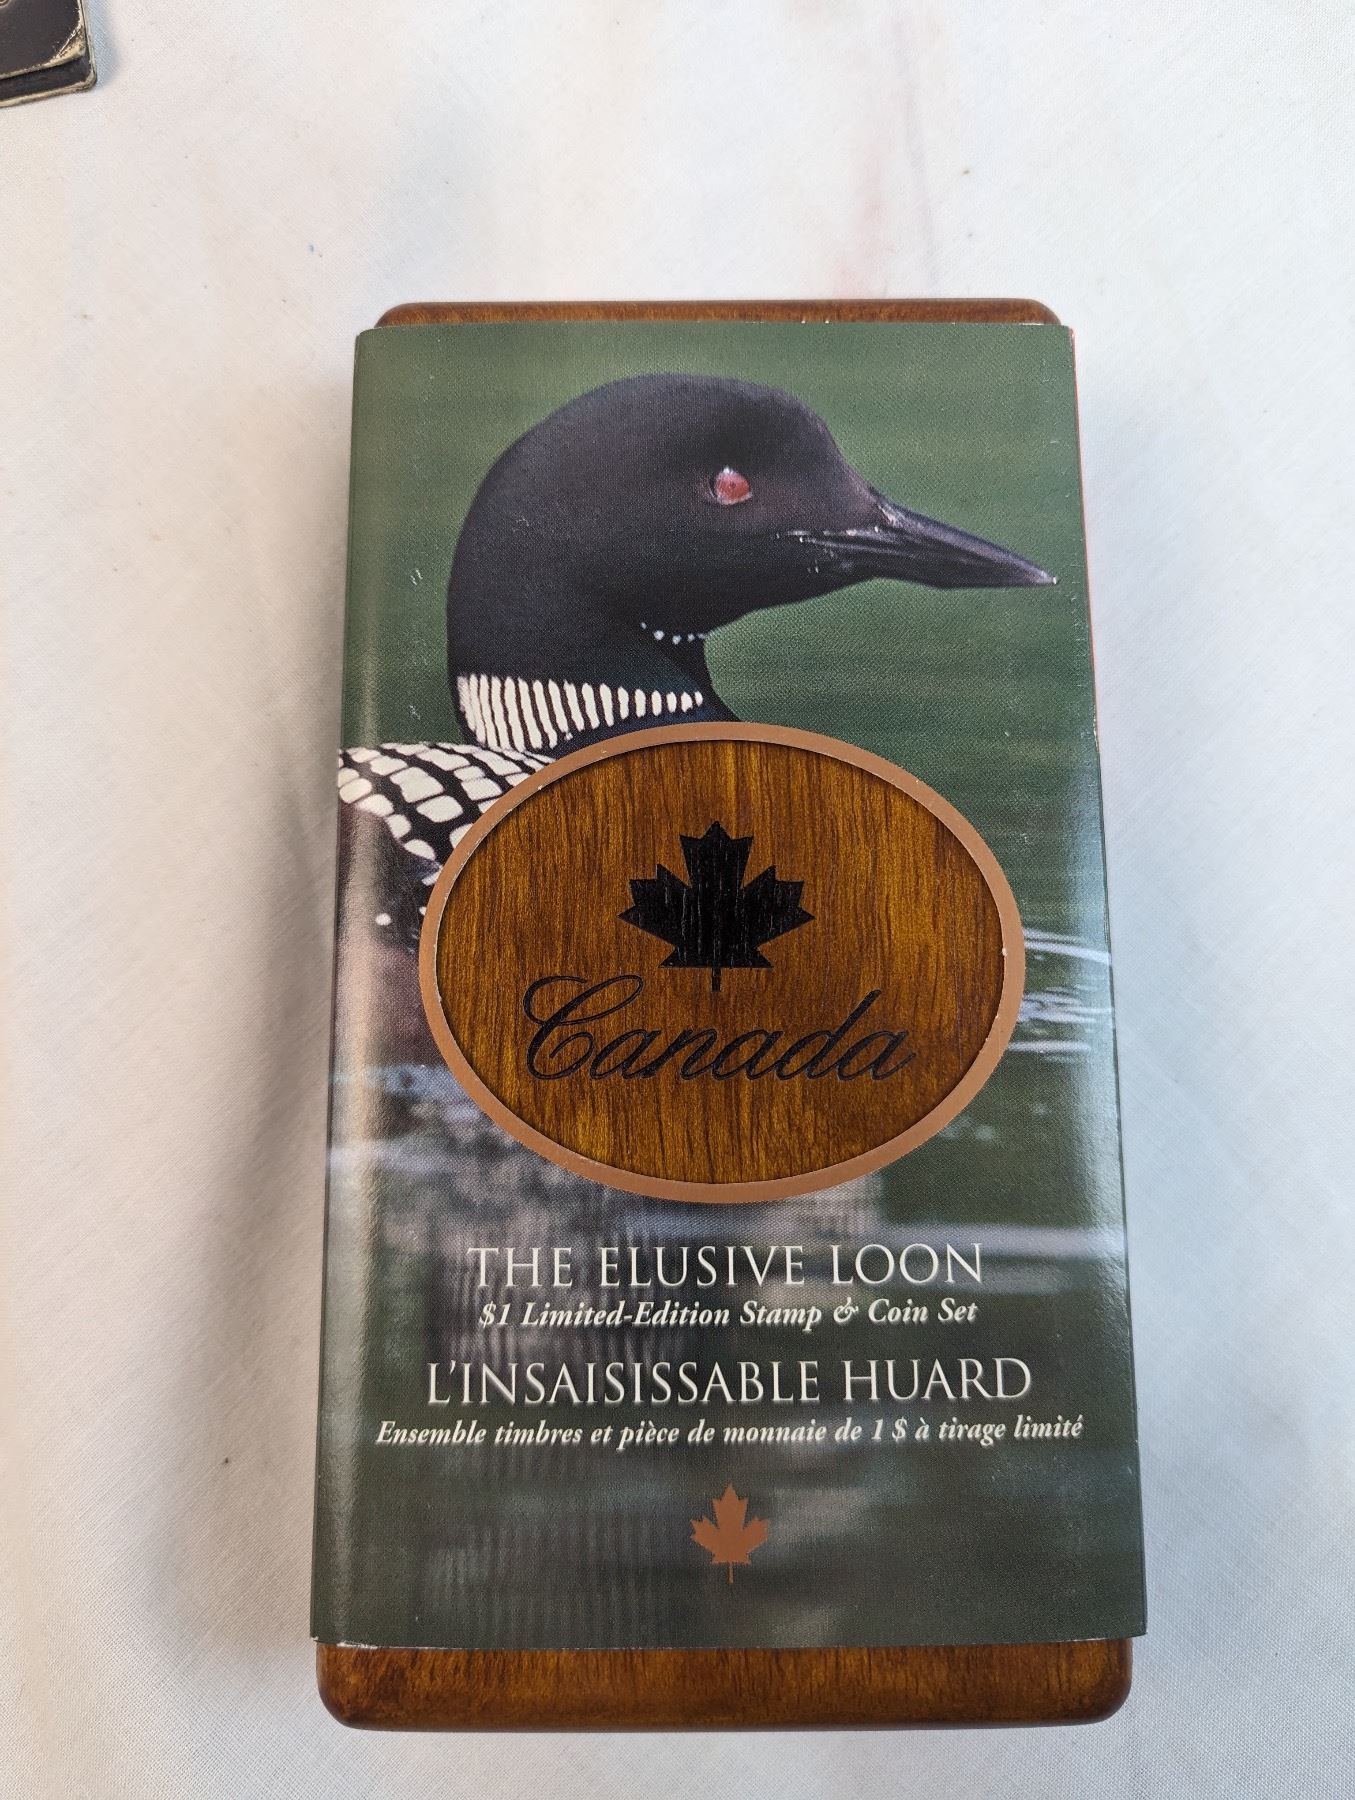 Canada
THE ELUSIVE LOON
$1 Limited-Edition Stamp & Coin Set
L'INSAISISSABLE HUARD
Ensemble timbres et pièce de monnaie de 1 $ à tirage limité